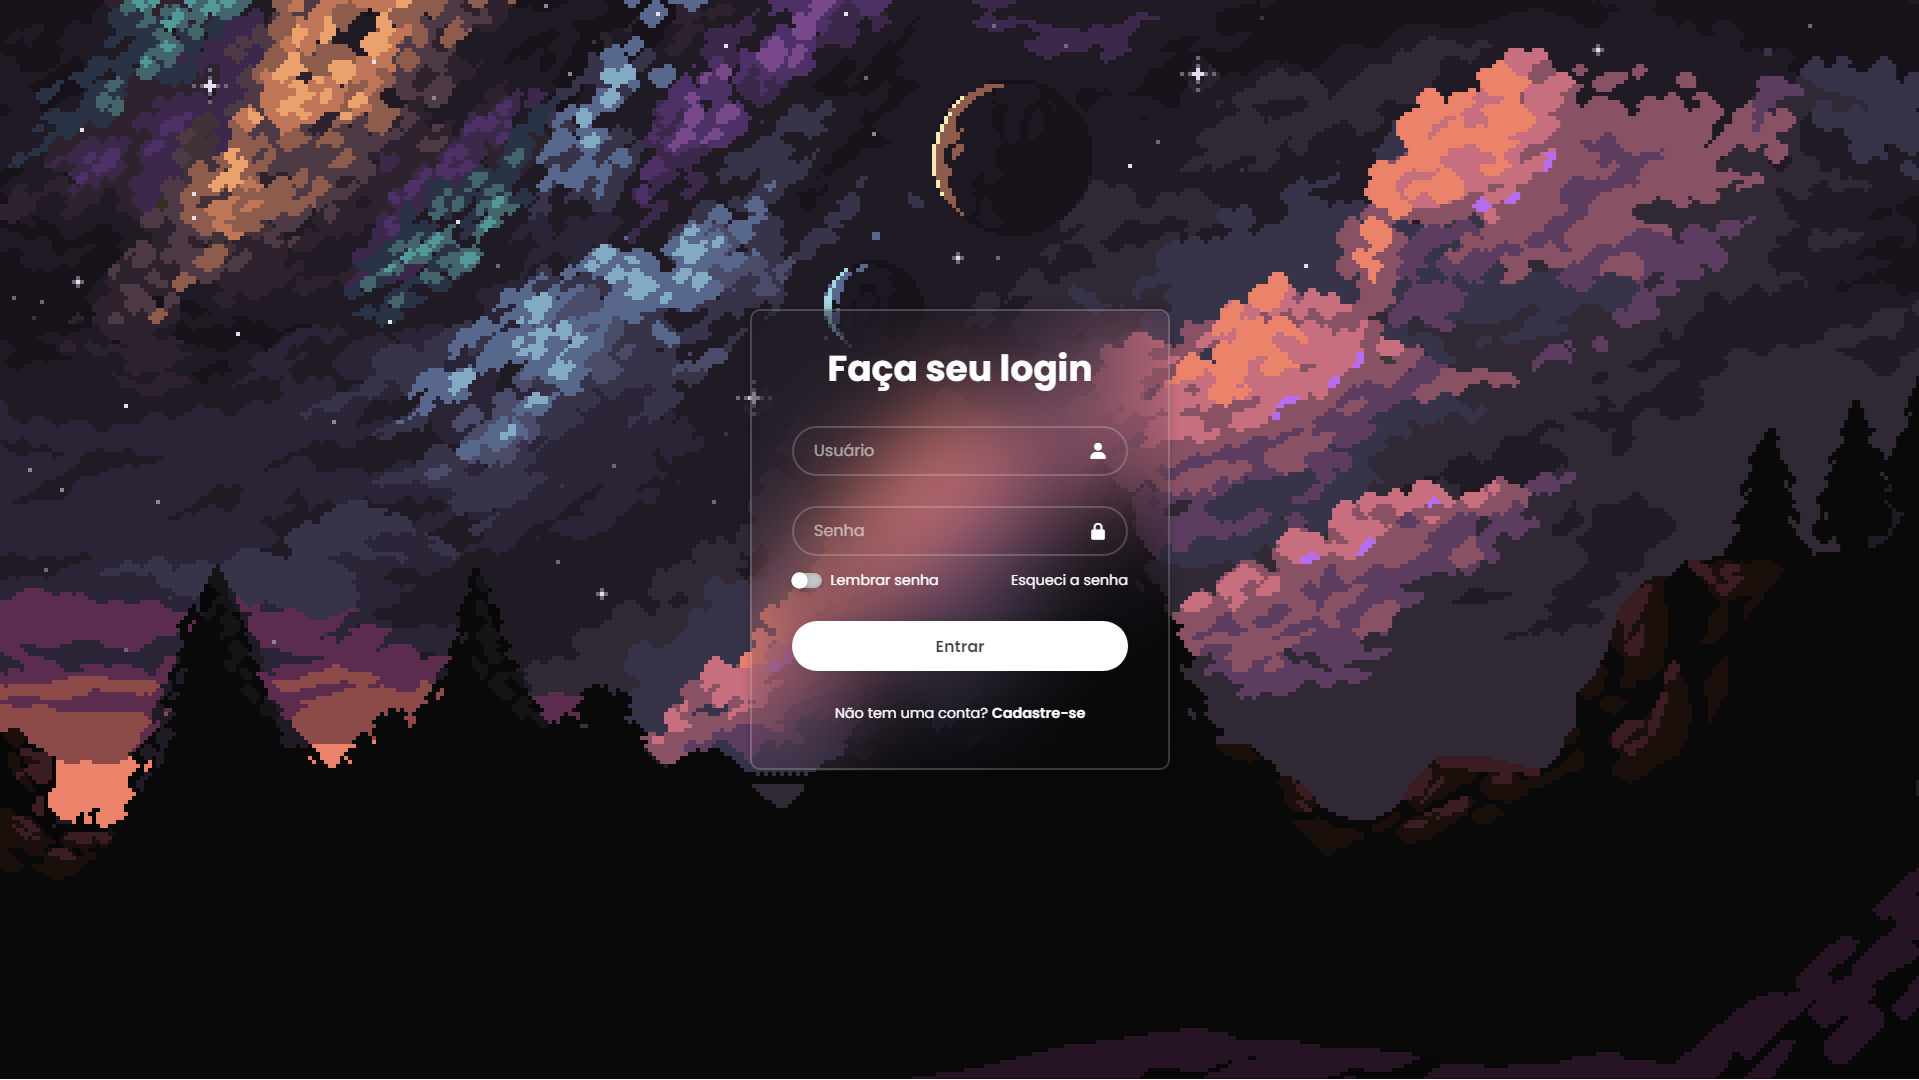 Faça seu login
Usuário
Senha
Lembrar senha Esqueci a senha
Entrar
Não tem uma conta? Cadastre-se